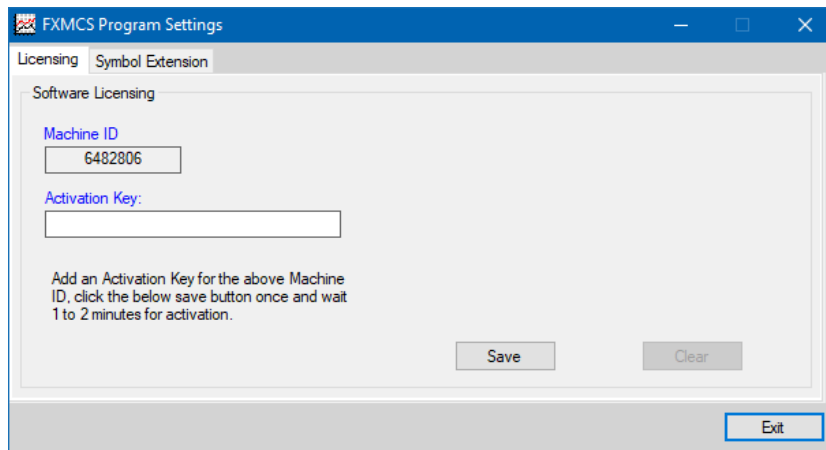 FXMCS Program Settings
Licensing Symbol Extension
Software Licensing
Machine ID
6482806
Activation Key:
Add an Activation Key for the above Machine
ID, click the below save button once and wait
1 to 2 minutes for activation.
Save Clear
Exit